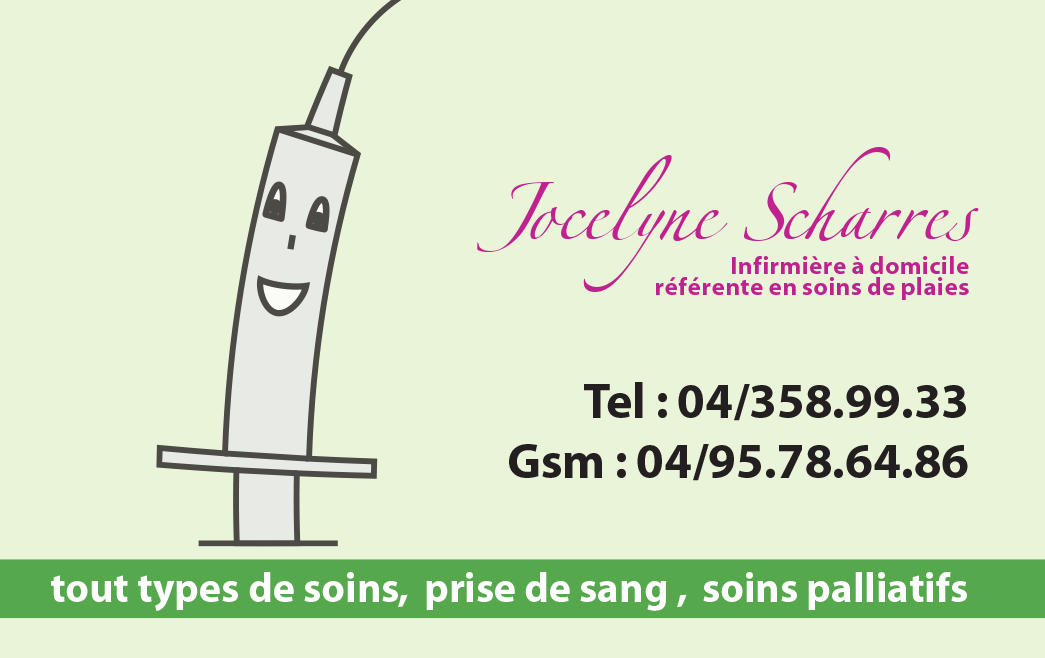 Jocelyne Scharres
Infirmière à domicile
référente en soins de plaies
Tel : 04/358.99.33
Gsm : 04/95.78.64.86
tout types de soins, prise de sang , soins palliatifs